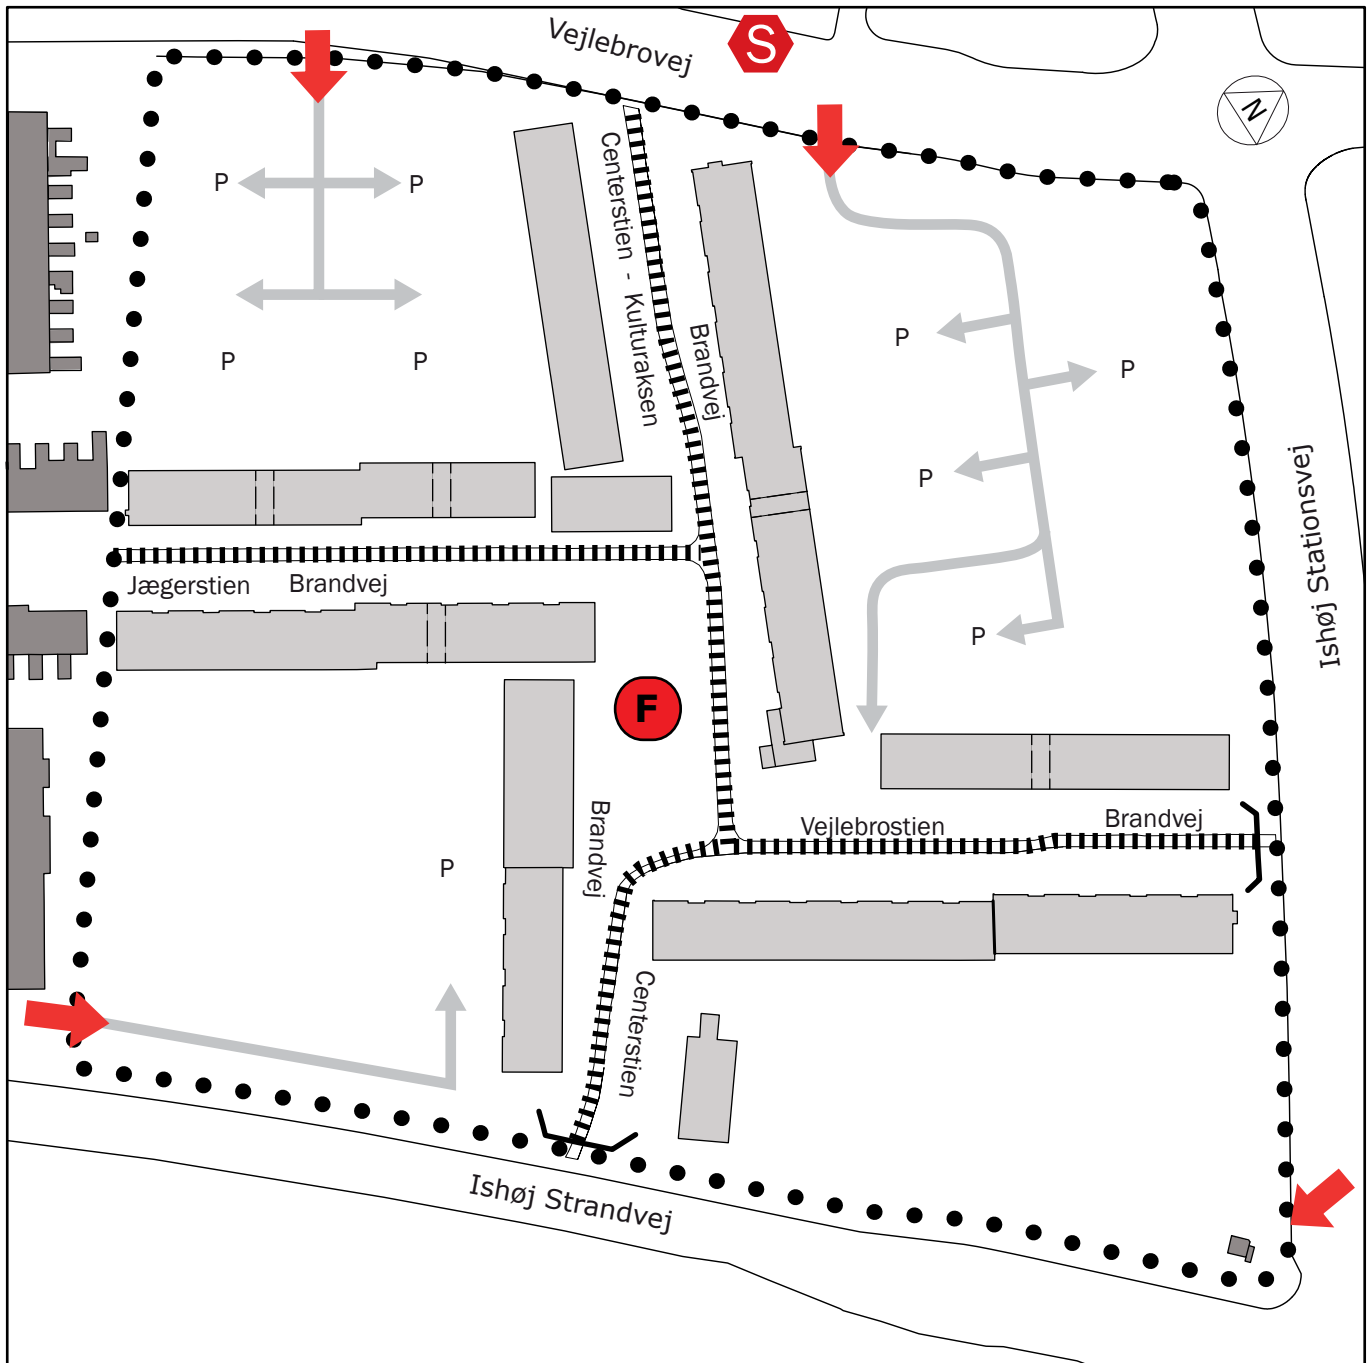 Vejlebrovej
S
N
P
P
Centerstien - Kulturaksen
Brandvej
P
P
P
P
P
P
Ishøj Stationsvej
Jægerstien
Brandvej
P
F
Brandvej
Vejlebrostien
Brandvej
P
Centerstien
Ishøj Strandvej